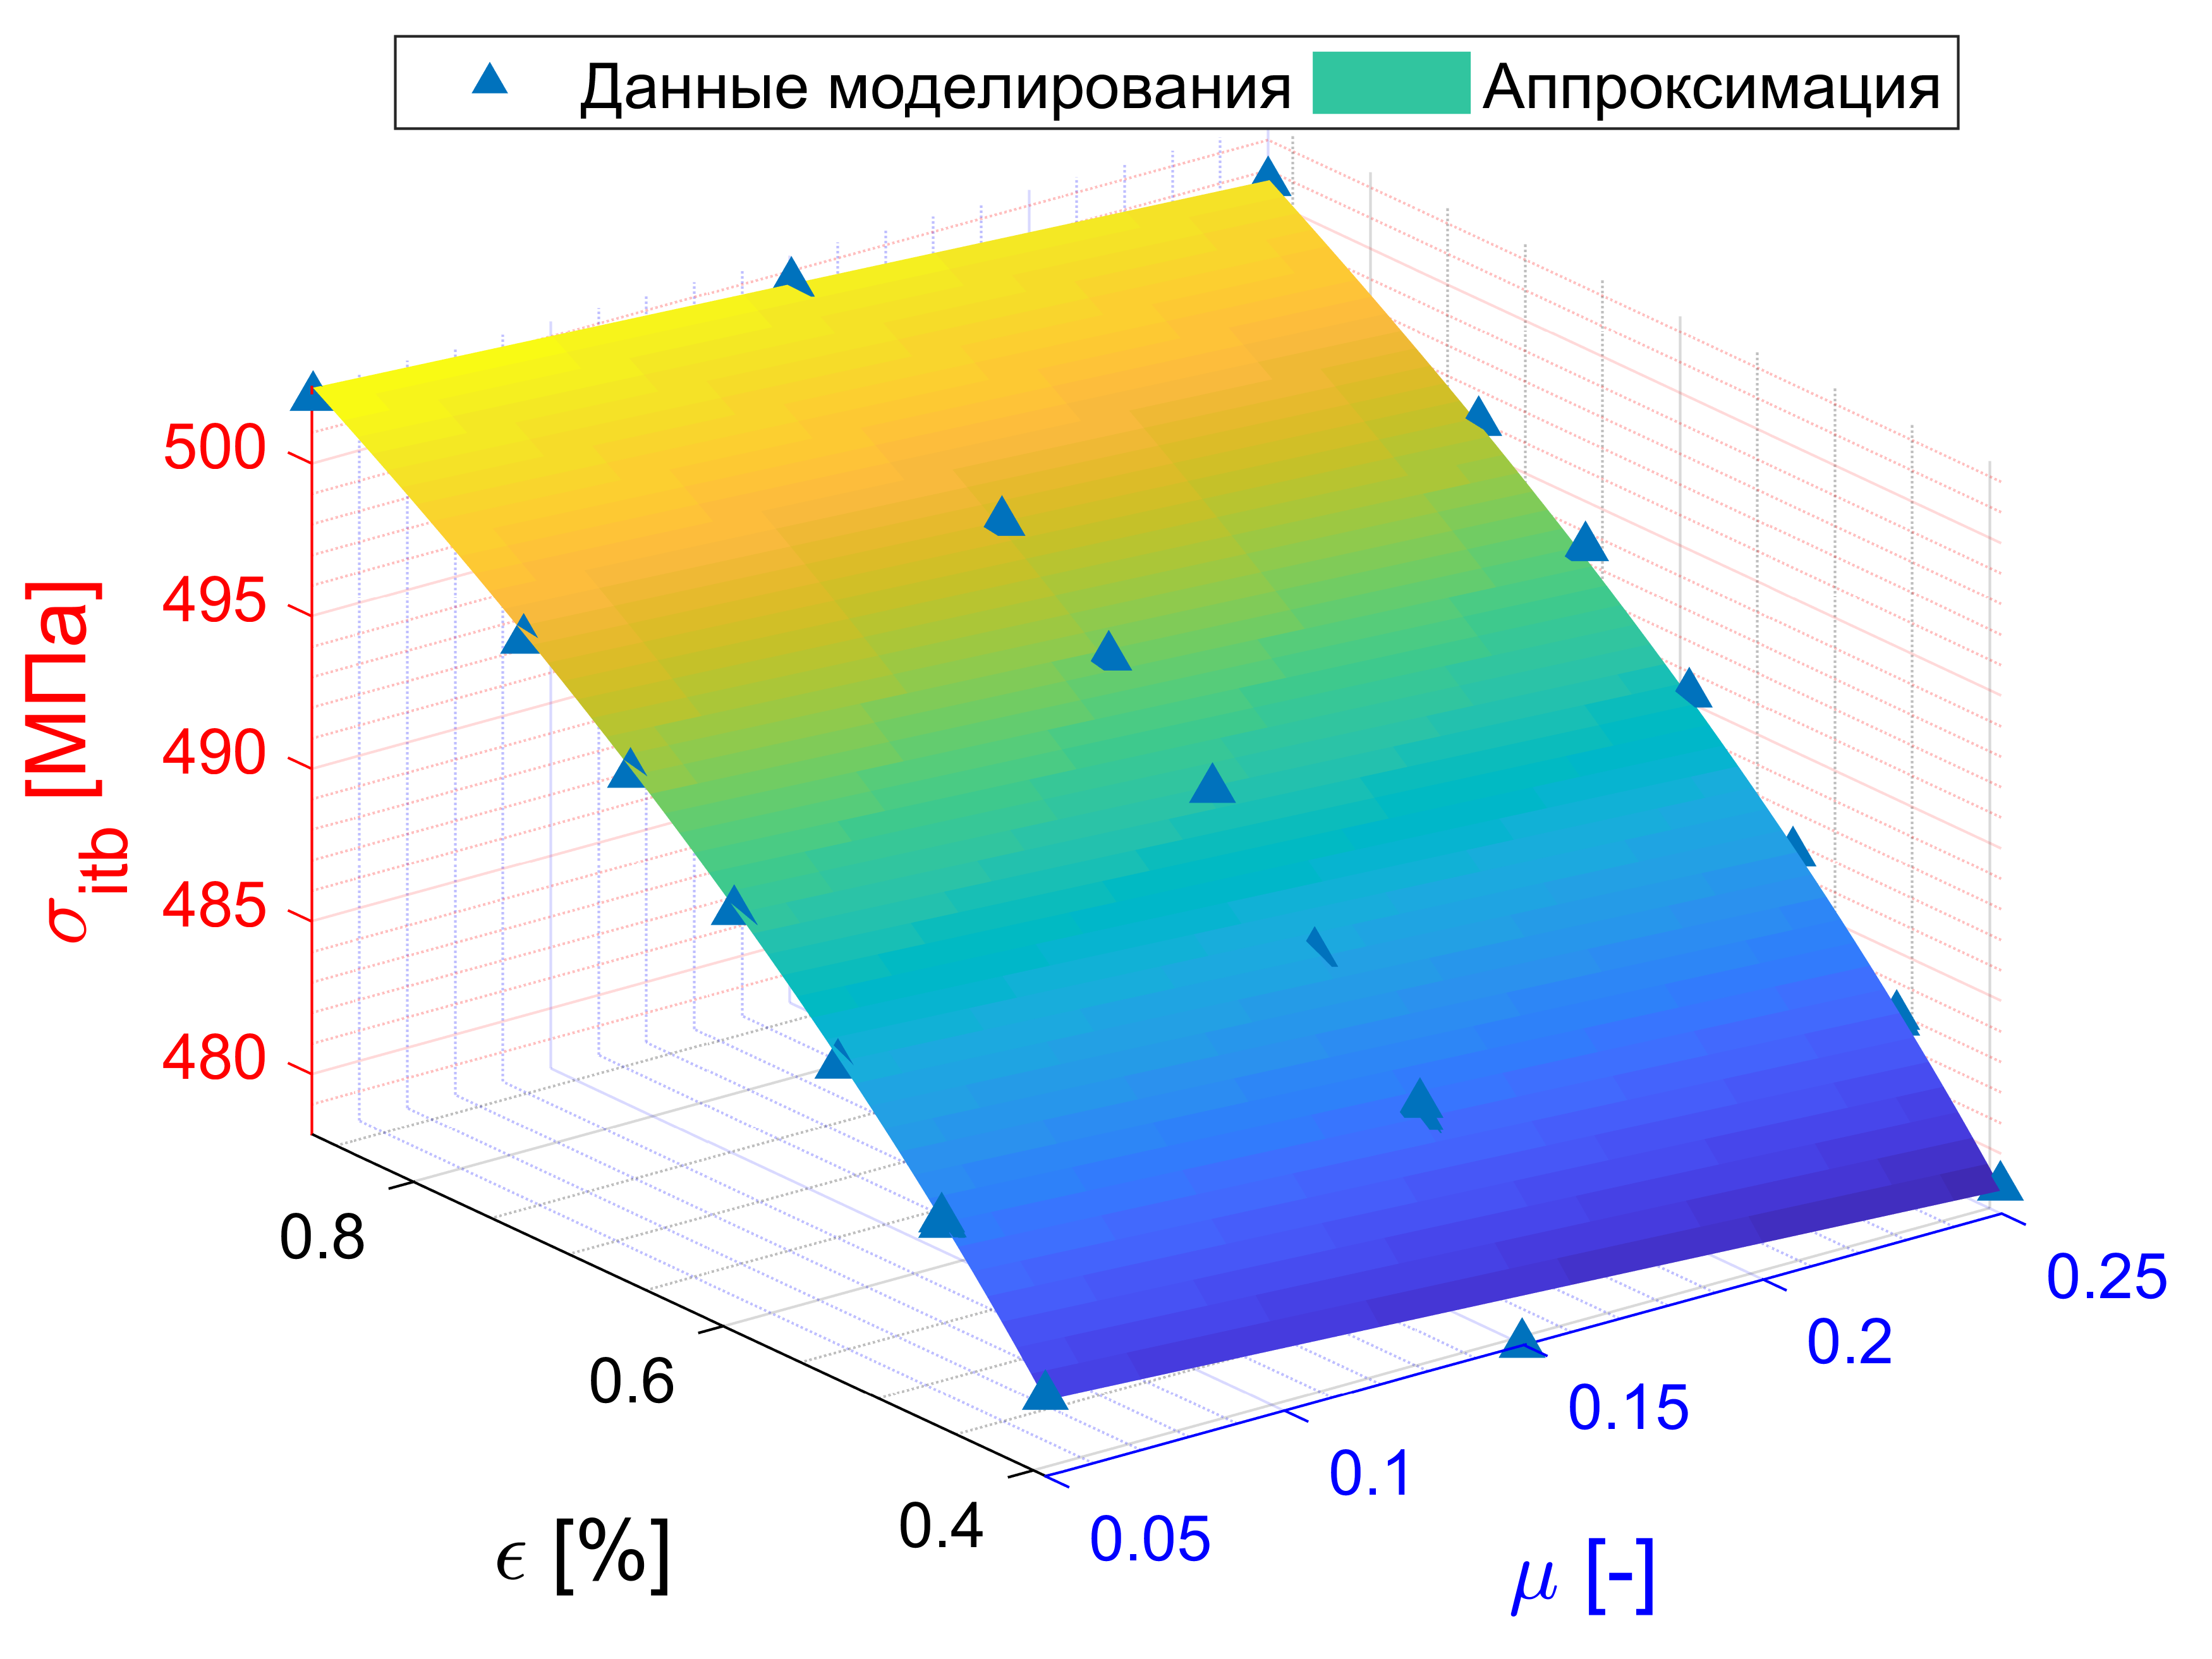 Данные моделирования
Аппроксимация
σitb [МПа]
500
495
490
485
480
0.8
0.6
0.4
ϵ [%]
0.05
0.1
0.15
0.2
0.25
μ [-]